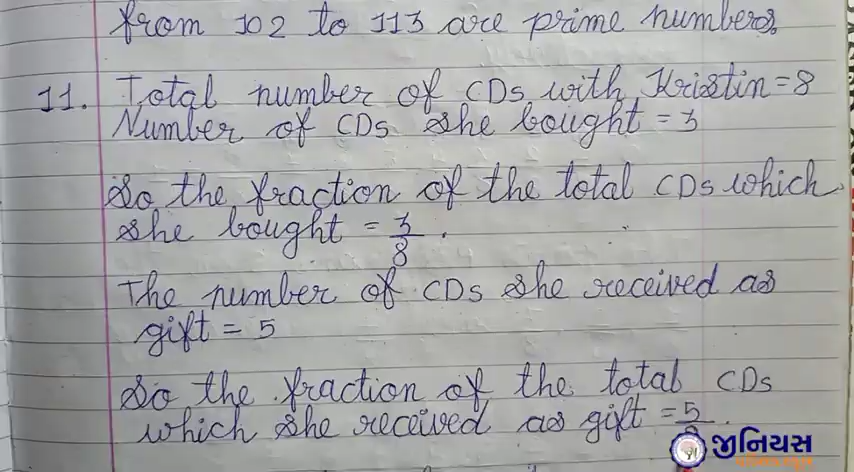 from 102 to 113 are prime numbers.
11. Total number of CDs with Kristin = 8
Number of CDs she bought = 3
So the fraction of the total CDs which
she bought = 3/8.
The number of CDs she received as
gift = 5
So the fraction of the total CDs
which she received as gift = 5/
જીનિયસ